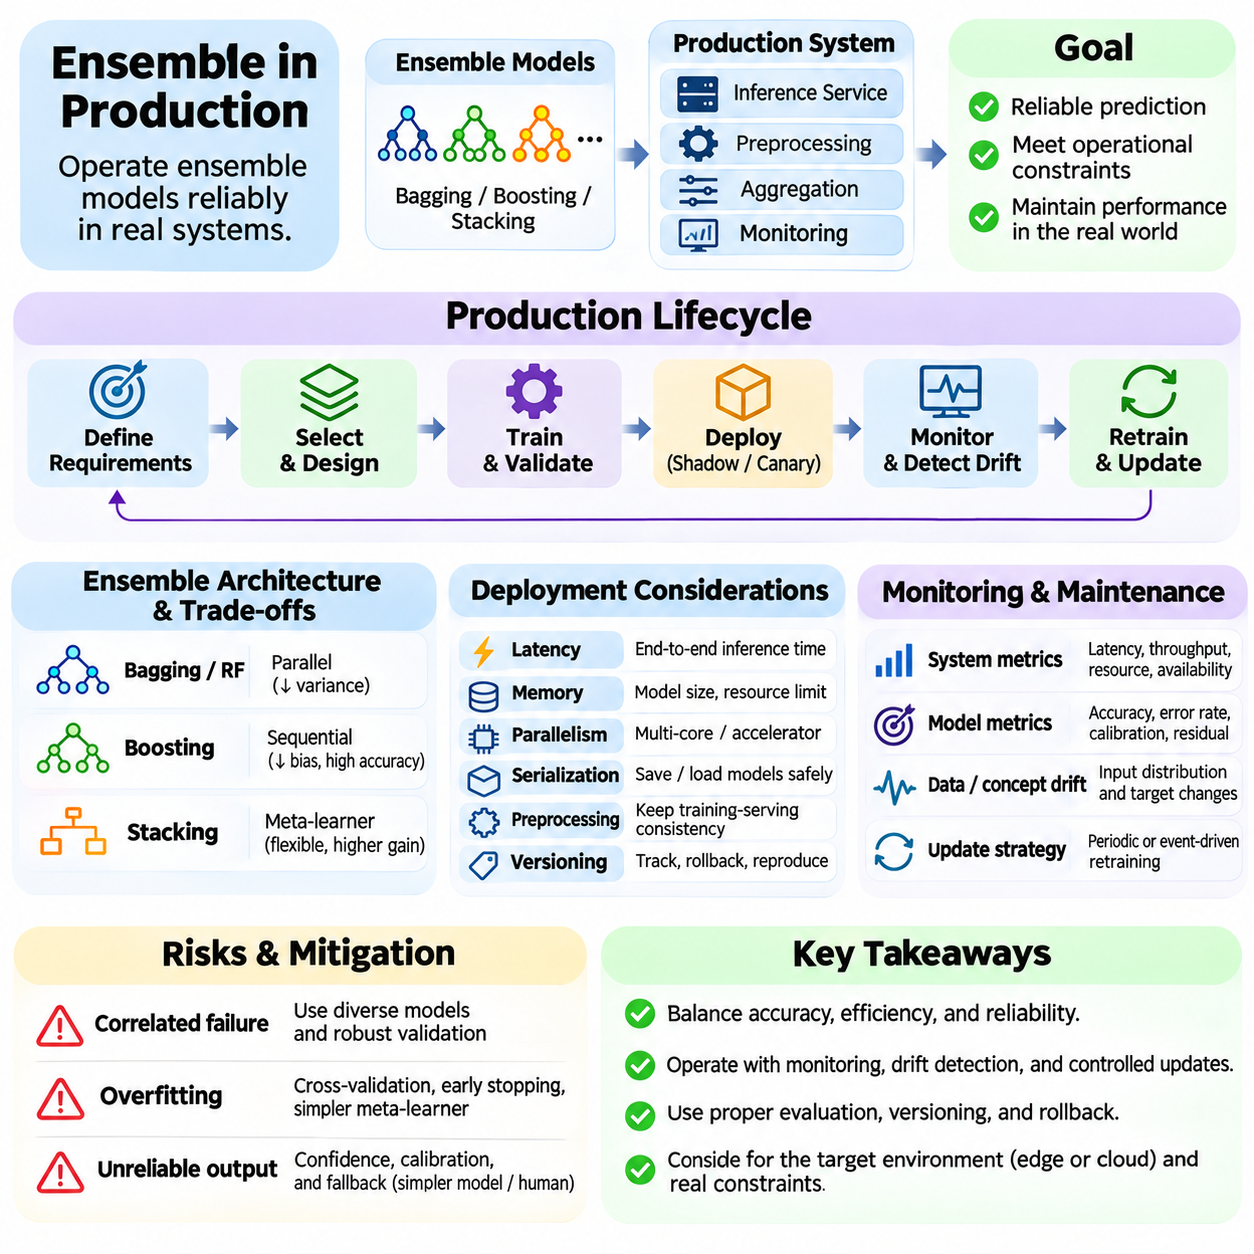 Ensemble in
Production
Operate ensemble
models reliably
in real systems.
Ensemble Models
...
Bagging / Boosting /
Stacking
Production System
Inference Service
Preprocessing
Aggregation
Monitoring
Goal
Reliable prediction
Meet operational
constraints
Maintain performance
in the real world
Production Lifecycle
Define
Requirements
Select
& Design
Train
& Validate
Deploy
(Shadow / Canary)
Monitor
& Detect Drift
Retrain
& Update
Ensemble Architecture
& Trade-offs
Bagging / RF
Parallel
(↓ variance)
Boosting
Sequential
(↓ bias, high accuracy)
Stacking
Meta-learner
(flexible, higher gain)
Deployment Considerations
Latency
End-to-end inference time
Memory
Model size, resource limit
Parallelism
Multi-core / accelerator
Serialization
Save / load models safely
Preprocessing
Keep training-serving
consistency
Versioning
Track, rollback, reproduce
Monitoring & Maintenance
System metrics
Latency, throughput,
resource, availability
Model metrics
Accuracy, error rate,
calibration, residual
Data / concept drift
Input distribution
and target changes
Update strategy
Periodic or event-driven
retraining
Risks & Mitigation
Correlated failure
Use diverse models
and robust validation
Overfitting
Cross-validation, early stopping,
simpler meta-learner
Unreliable output
Confidence, calibration,
and fallback (simpler model / human)
Key Takeaways
Balance accuracy, efficiency, and reliability.
Operate with monitoring, drift detection, and controlled updates.
Use proper evaluation, versioning, and rollback.
Conside for the target environment (edge or cloud) and
real constraints.